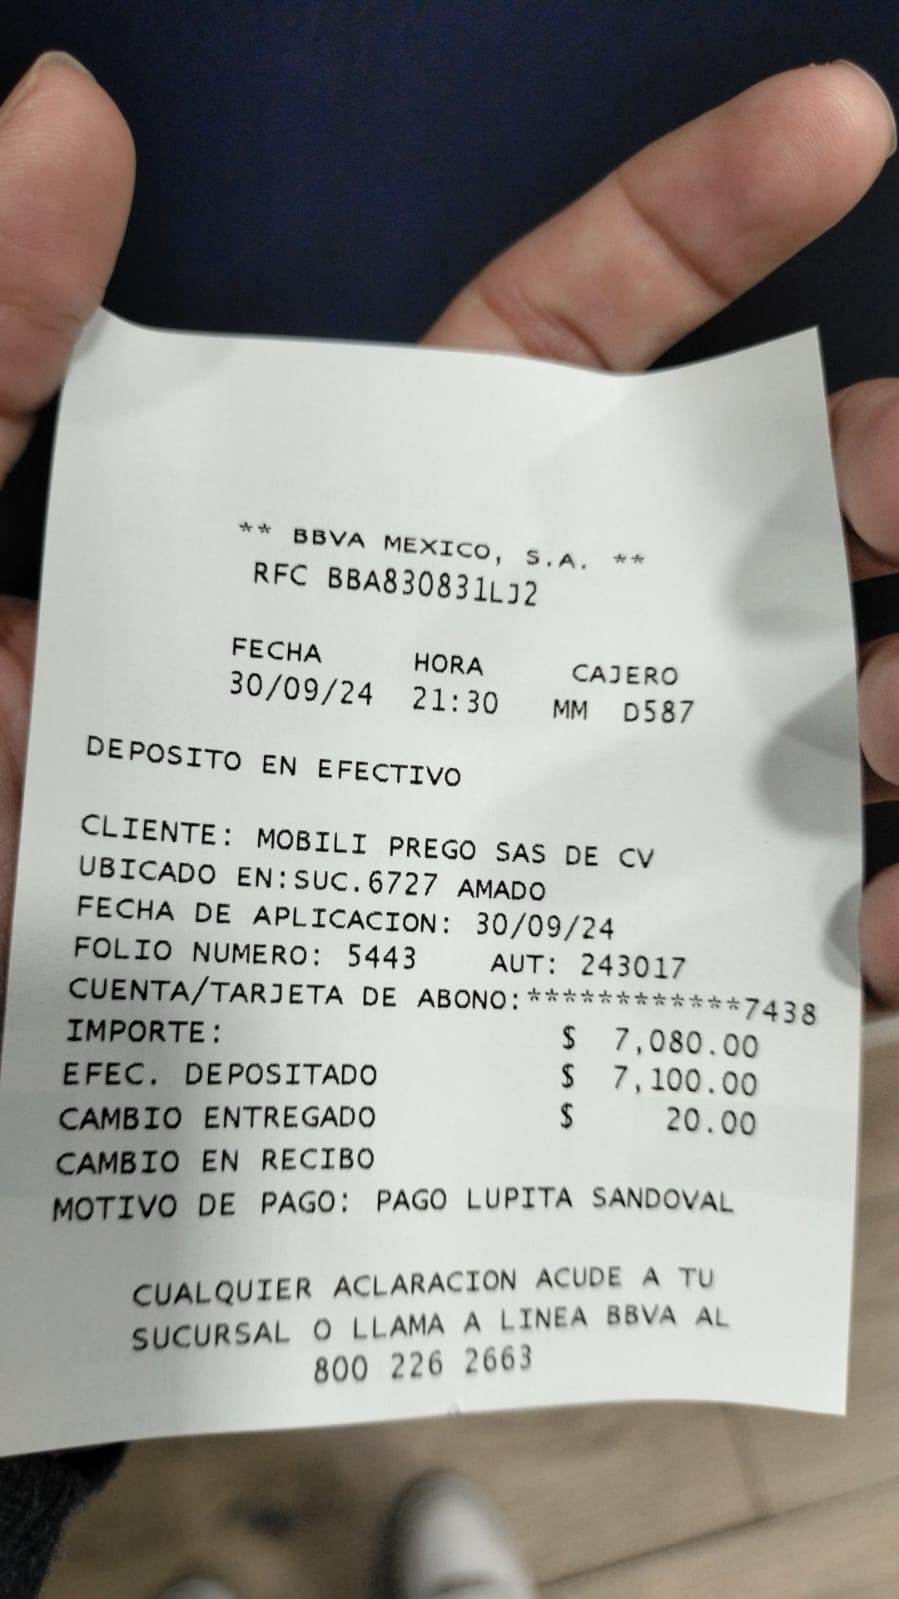 ** BBVA MEXICO, S.A. **
RFC BBA830831LJ2
FECHA HORA CAJERO
30/09/24 21:30 MM D587
DEPOSITO EN EFECTIVO
CLIENTE: MOBILI PREGO SAS DE CV
UBICADO EN:SUC.6727 AMADO
FECHA DE APLICACION: 30/09/24
FOLIO NUMERO: 5443 AUT: 243017
CUENTA/TARJETA DE ABONO:************7438
IMPORTE: $ 7,080.00
EFEC. DEPOSITADO $ 7,100.00
CAMBIO ENTREGADO $ 20.00
CAMBIO EN RECIBO
MOTIVO DE PAGO: PAGO LUPITA SANDOVAL
CUALQUIER ACLARACION ACUDE A TU
SUCURSAL O LLAMA A LINEA BBVA AL
800 226 2663